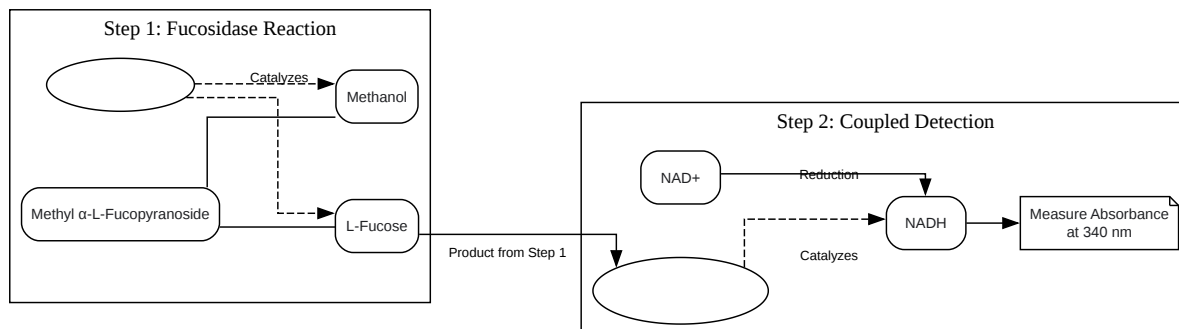 Step 1: Fucosidase Reaction
Catalyzes
Methanol
Methyl α-L-Fucopyranoside
L-Fucose
Product from Step 1
Step 2: Coupled Detection
NAD+
Reduction
NADH
Measure Absorbance
at 340 nm
Catalyzes